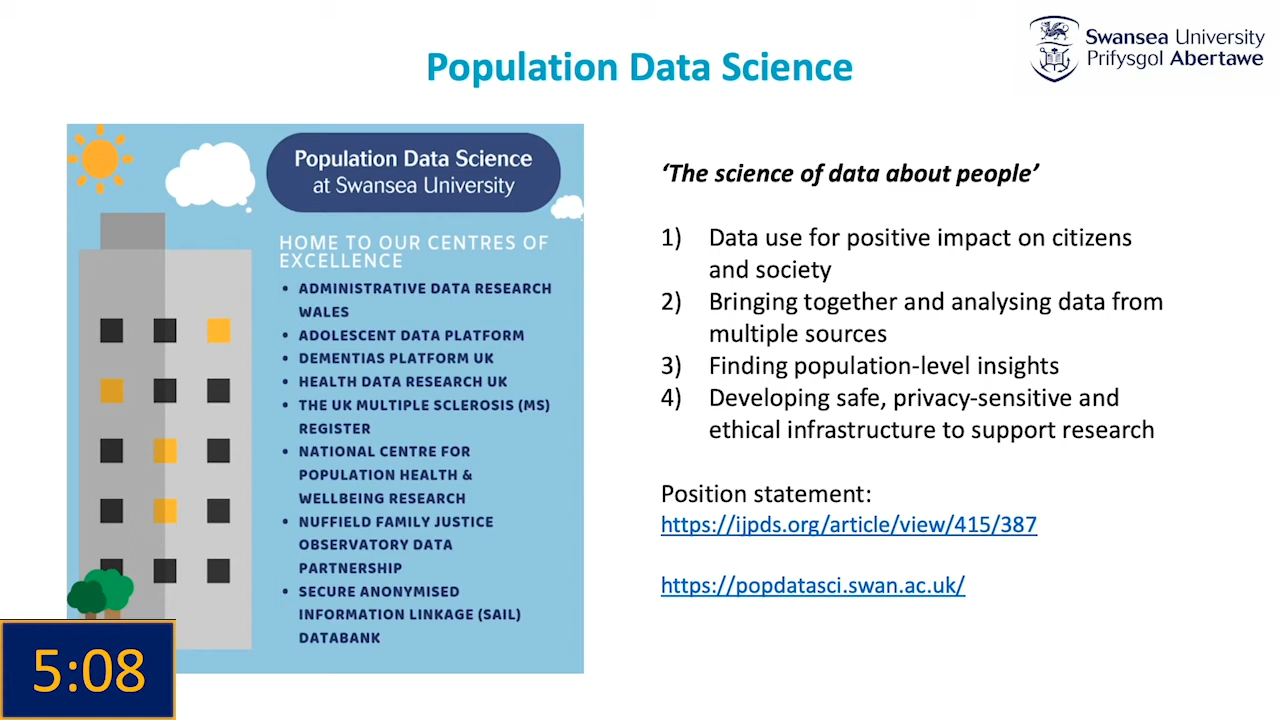 Swansea University
Prifysgol Abertawe
Population Data Science
Population Data Science
at Swansea University
HOME TO OUR CENTRES OF
EXCELLENCE
• ADMINISTRATIVE DATA RESEARCH
WALES
• ADOLESCENT DATA PLATFORM
• DEMENTIAS PLATFORM UK
• HEALTH DATA RESEARCH UK
• THE UK MULTIPLE SCLEROSIS (MS)
REGISTER
• NATIONAL CENTRE FOR
POPULATION HEALTH &
WELLBEING RESEARCH
• NUFFIELD FAMILY JUSTICE
OBSERVATORY DATA
PARTNERSHIP
• SECURE ANONYMISED
INFORMATION LINKAGE (SAIL)
DATABANK
‘The science of data about people’
1) Data use for positive impact on citizens
and society
2) Bringing together and analysing data from
multiple sources
3) Finding population-level insights
4) Developing safe, privacy-sensitive and
ethical infrastructure to support research
Position statement:
https://ijpds.org/article/view/415/387
https://popdatasci.swan.ac.uk/
5:08